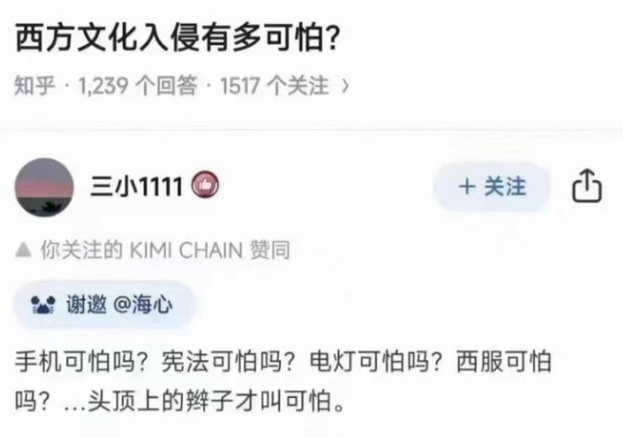 西方文化入侵有多可怕?
知乎 · 1,239 个回答 · 1517 个关注 >
三小1111
+ 关注
你关注的 KIMI CHAIN 赞同
谢邀 @海心
手机可怕吗？宪法可怕吗？电灯可怕吗？西服可怕
吗？…头顶上的辫子才叫可怕。